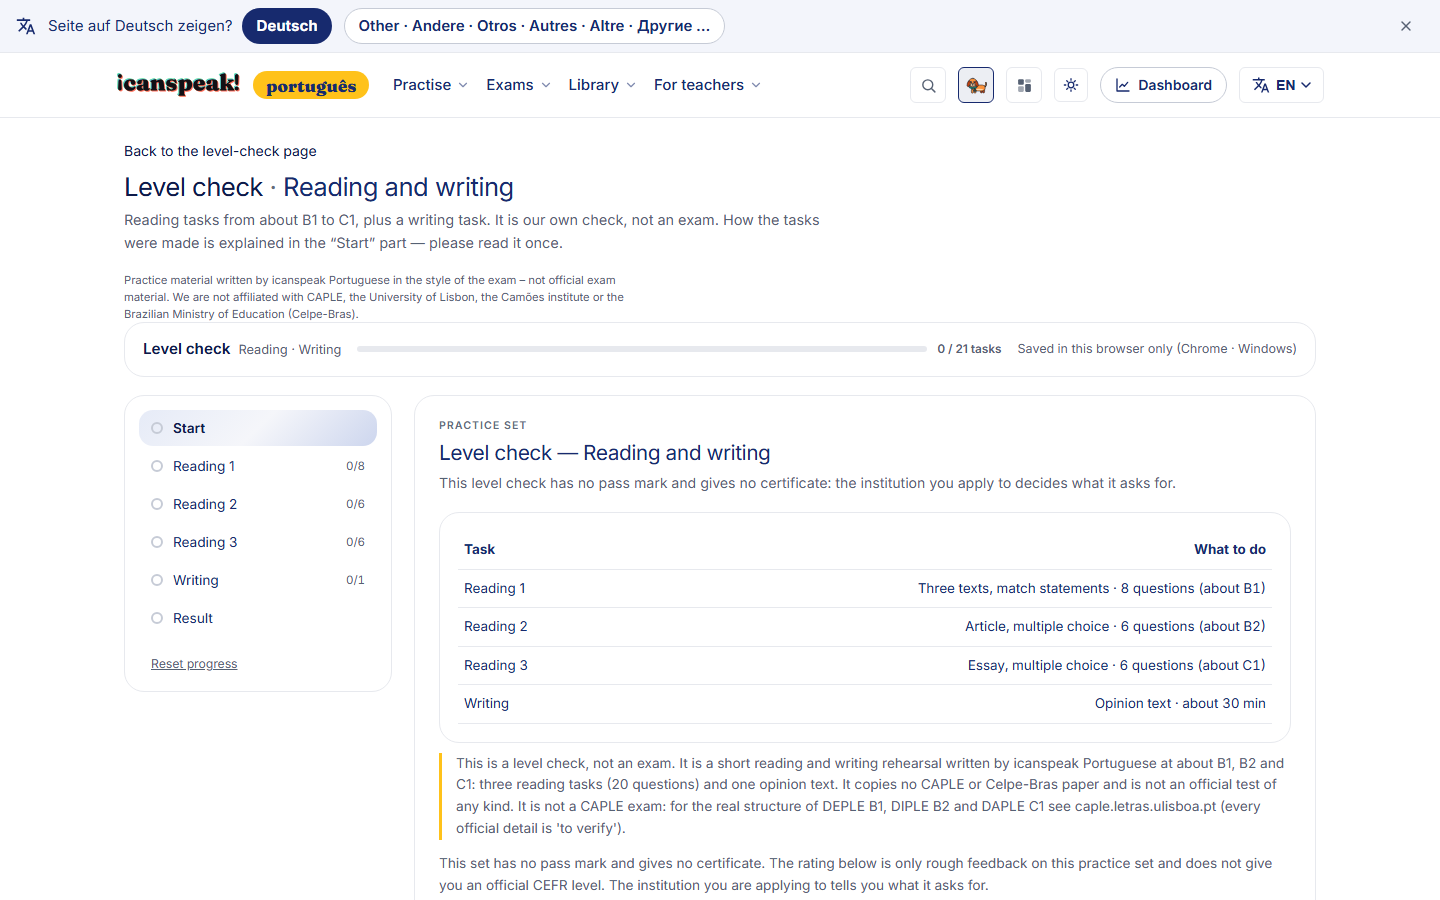 Seite auf Deutsch zeigen?
Deutsch
Other · Andere · Otros · Autres · Altre · Другие ...
icanspeak!
português
Practise
Exams
Library
For teachers
Dashboard
EN
Back to the level-check page
Level check · Reading and writing
Reading tasks from about B1 to C1, plus a writing task. It is our own check, not an exam. How the tasks
were made is explained in the “Start” part — please read it once.
Practice material written by icanspeak Portuguese in the style of the exam – not official exam
material. We are not affiliated with CAPLE, the University of Lisbon, the Camões institute or the
Brazilian Ministry of Education (Celpe-Bras).
Level check Reading · Writing
0 / 21 tasks
Saved in this browser only (Chrome · Windows)
Start
Reading 1 0/8
Reading 2 0/6
Reading 3 0/6
Writing 0/1
Result
Reset progress
PRACTICE SET
Level check — Reading and writing
This level check has no pass mark and gives no certificate: the institution you apply to decides what it asks for.
Task What to do
Reading 1 Three texts, match statements · 8 questions (about B1)
Reading 2 Article, multiple choice · 6 questions (about B2)
Reading 3 Essay, multiple choice · 6 questions (about C1)
Writing Opinion text · about 30 min
This is a level check, not an exam. It is a short reading and writing rehearsal written by icanspeak Portuguese at about B1, B2 and
C1: three reading tasks (20 questions) and one opinion text. It copies no CAPLE or Celpe-Bras paper and is not an official test of
any kind. It is not a CAPLE exam: for the real structure of DEPLE B1, DIPLE B2 and DAPLE C1 see caple.letras.ulisboa.pt (every
official detail is 'to verify').
This set has no pass mark and gives no certificate. The rating below is only rough feedback on this practice set and does not give
you an official CEFR level. The institution you are applying to tells you what it asks for.